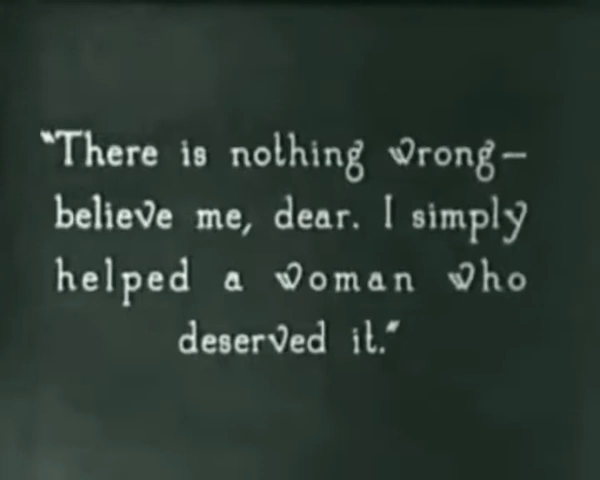 "There is nothing wrong—
believe me, dear. I simply
helped a woman who
deserved it."